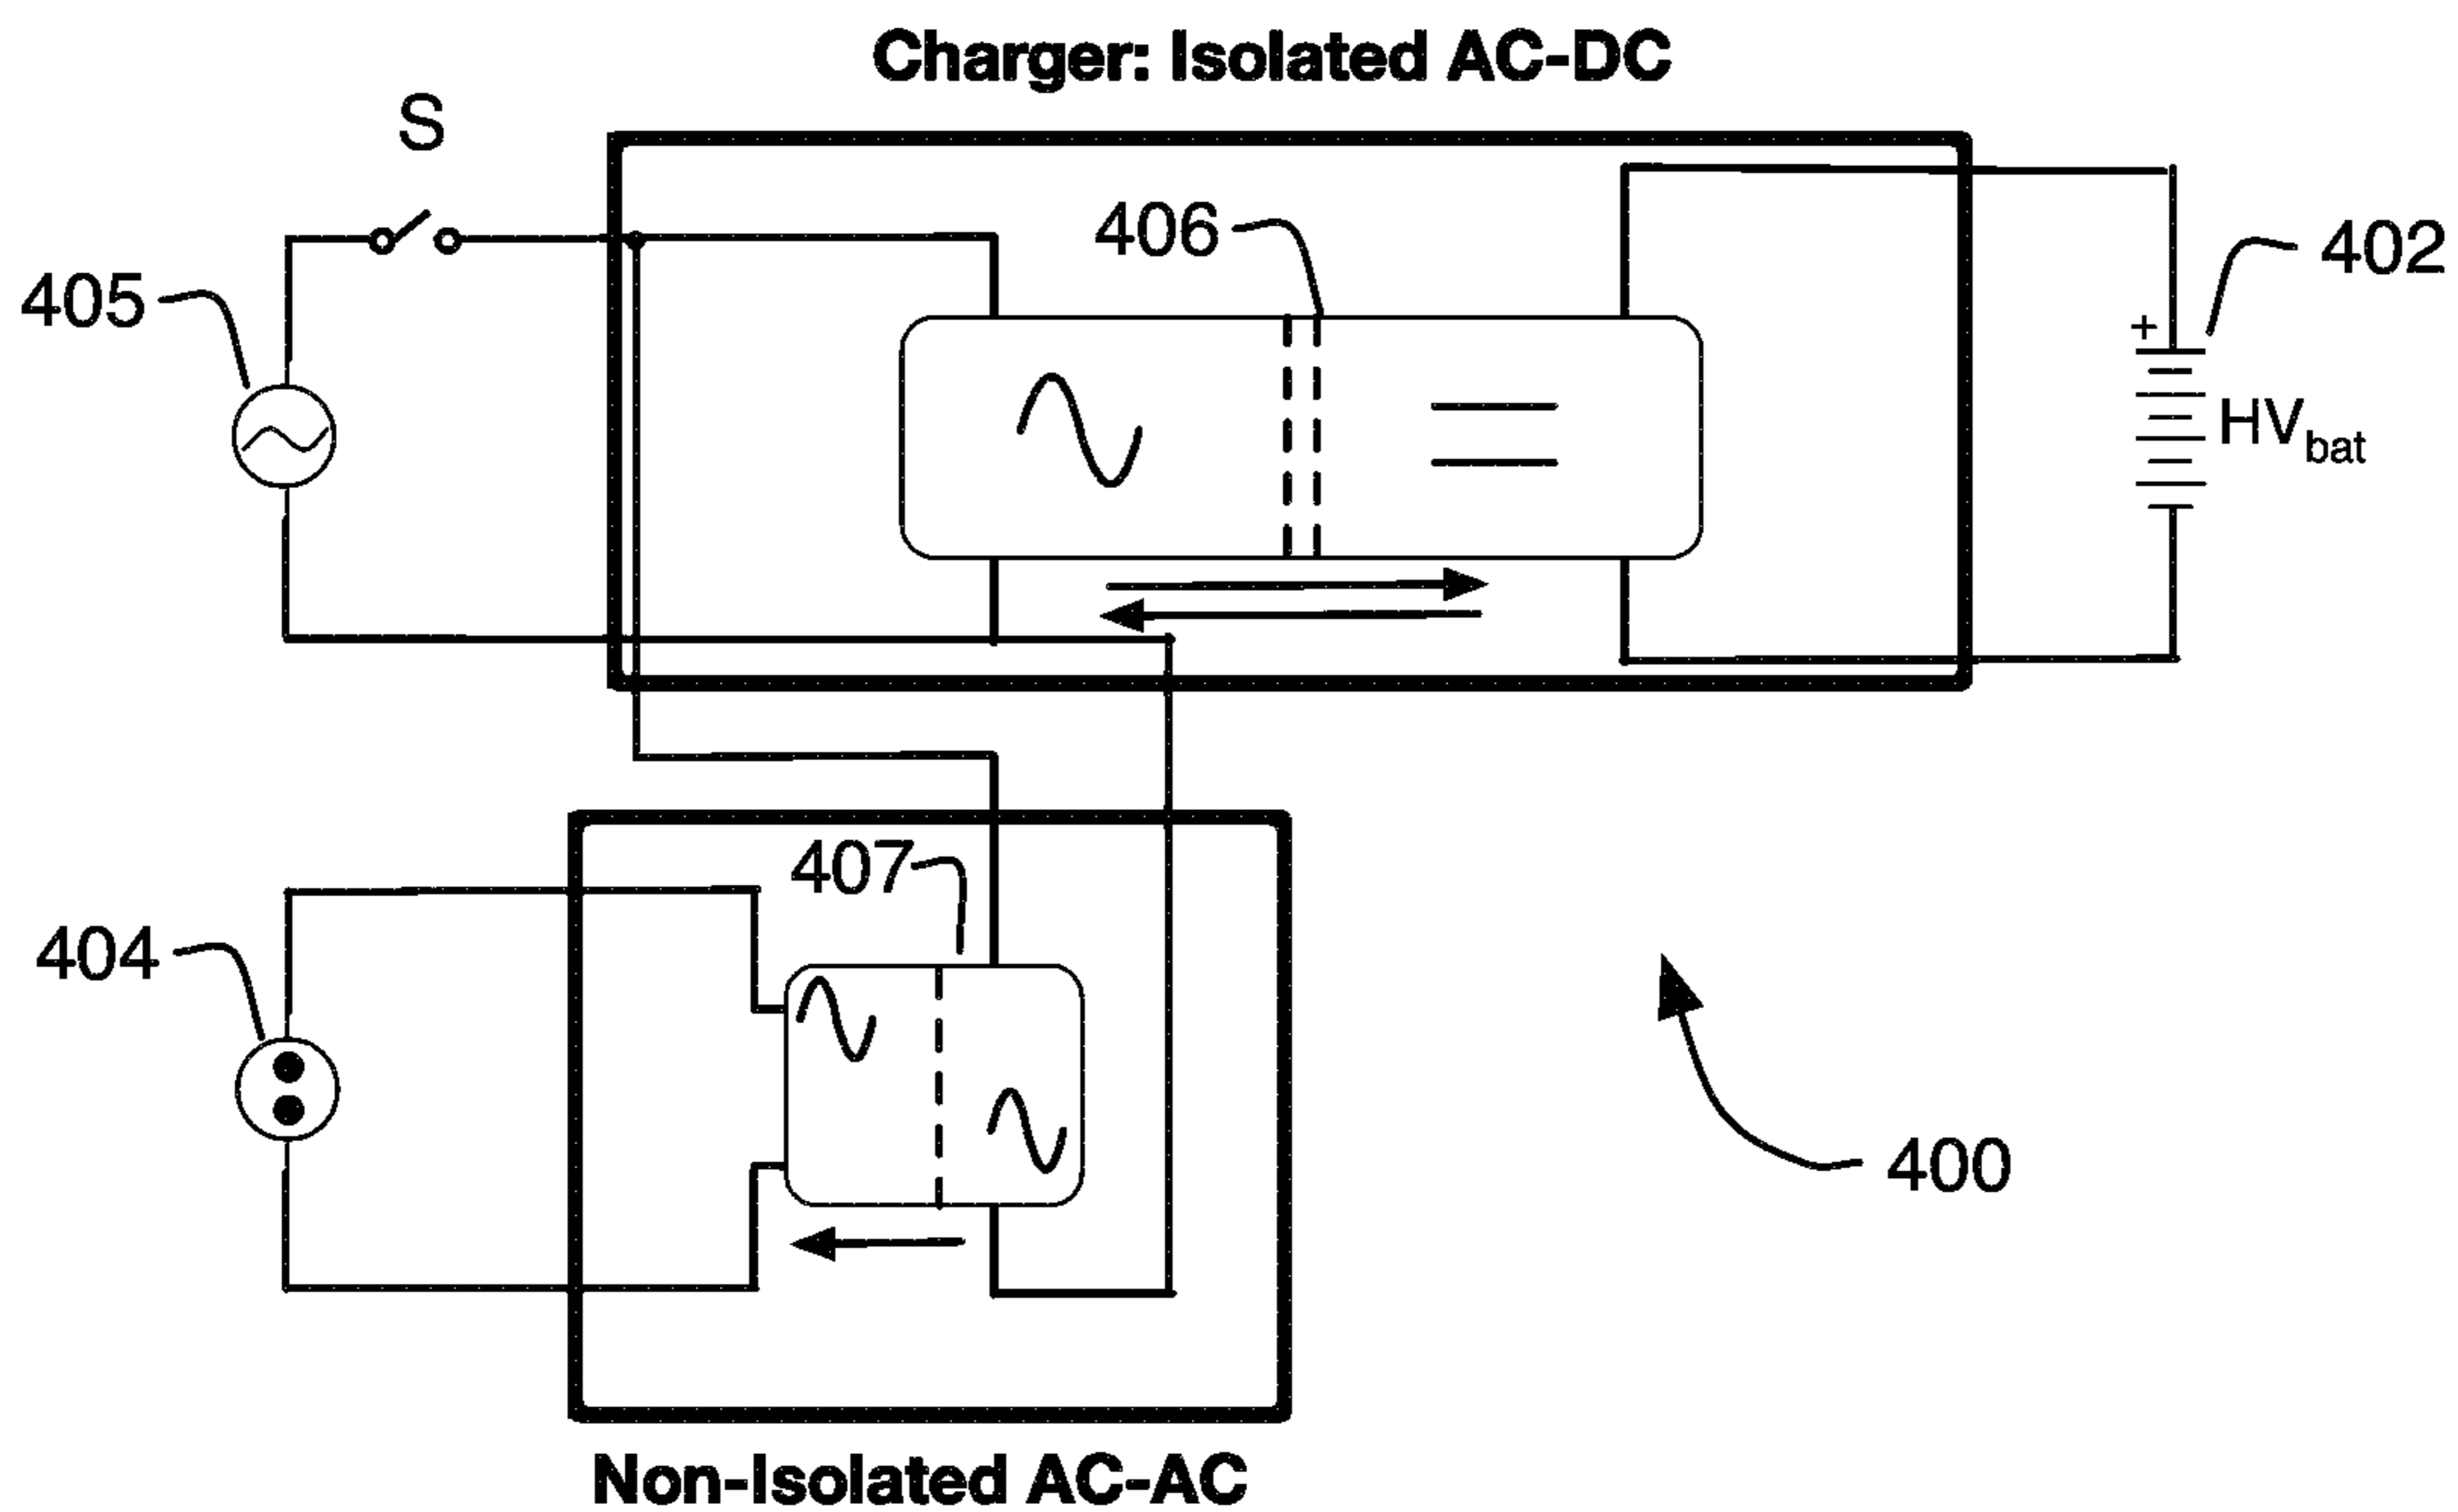 Charger: Isolated AC-DC
S
406
402
405
+
HVbat
407
404
400
Non-Isolated AC-AC